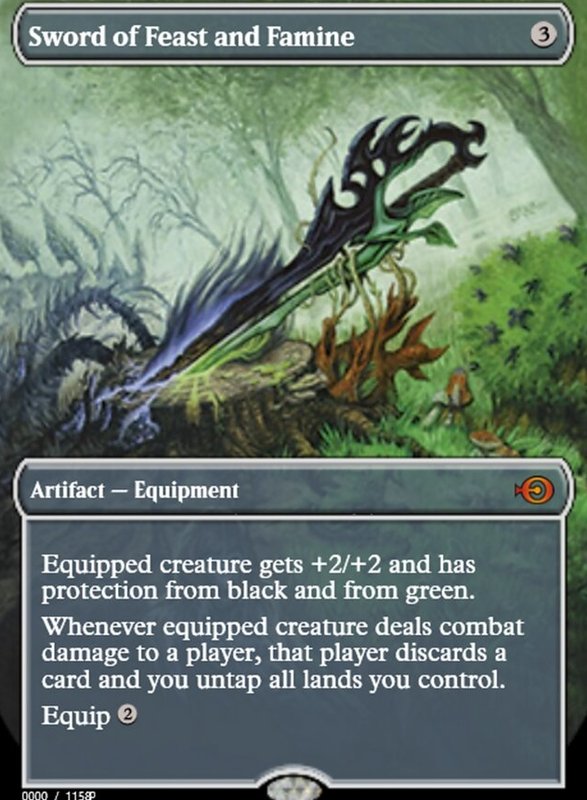 Sword of Feast and Famine 3
Artifact — Equipment
Equipped creature gets +2/+2 and has
protection from black and from green.
Whenever equipped creature deals combat
damage to a player, that player discards a
card and you untap all lands you control.
Equip 2
0000 / 1158P